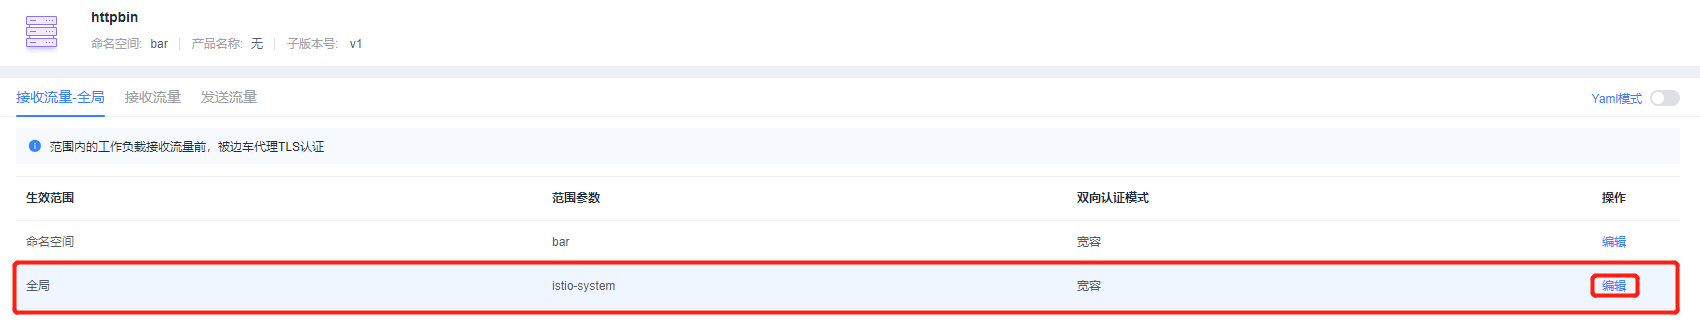 httpbin
命名空间: bar 产品名称: 无 子版本号: v1
接收流量-全局 接收流量 发送流量 Yaml模式
范围内的工作负载接收流量前，被边车代理TLS认证
生效范围 范围参数 双向认证模式 操作
命名空间 bar 宽容 编辑
全局 istio-system 宽容 编辑